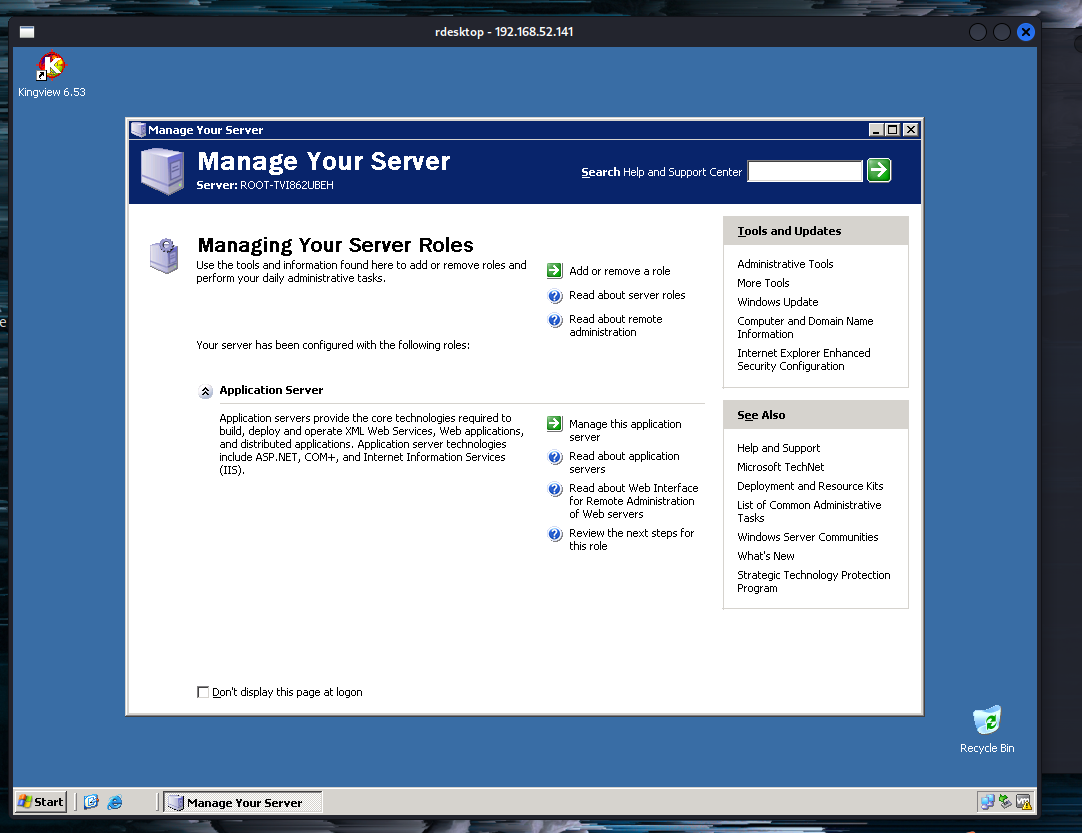 rdesktop - 192.168.52.141
Kingview 6.53
Manage Your Server
Manage Your Server
Server: ROOT-TVI862UBEH
Search Help and Support Center
Managing Your Server Roles
Use the tools and information found here to add or remove roles and
perform your daily administrative tasks.
Add or remove a role
Read about server roles
Read about remote
administration
Your server has been configured with the following roles:
Application Server
Application servers provide the core technologies required to
build, deploy and operate XML Web Services, Web applications,
and distributed applications. Application server technologies
include ASP.NET, COM+, and Internet Information Services
(IIS).
Manage this application
server
Read about application
servers
Read about Web Interface
for Remote Administration
of Web servers
Review the next steps for
this role
Tools and Updates
Administrative Tools
More Tools
Windows Update
Computer and Domain Name
Information
Internet Explorer Enhanced
Security Configuration
See Also
Help and Support
Microsoft TechNet
Deployment and Resource Kits
List of Common Administrative
Tasks
Windows Server Communities
What's New
Strategic Technology Protection
Program
Don't display this page at logon
Recycle Bin
Start
Manage Your Server